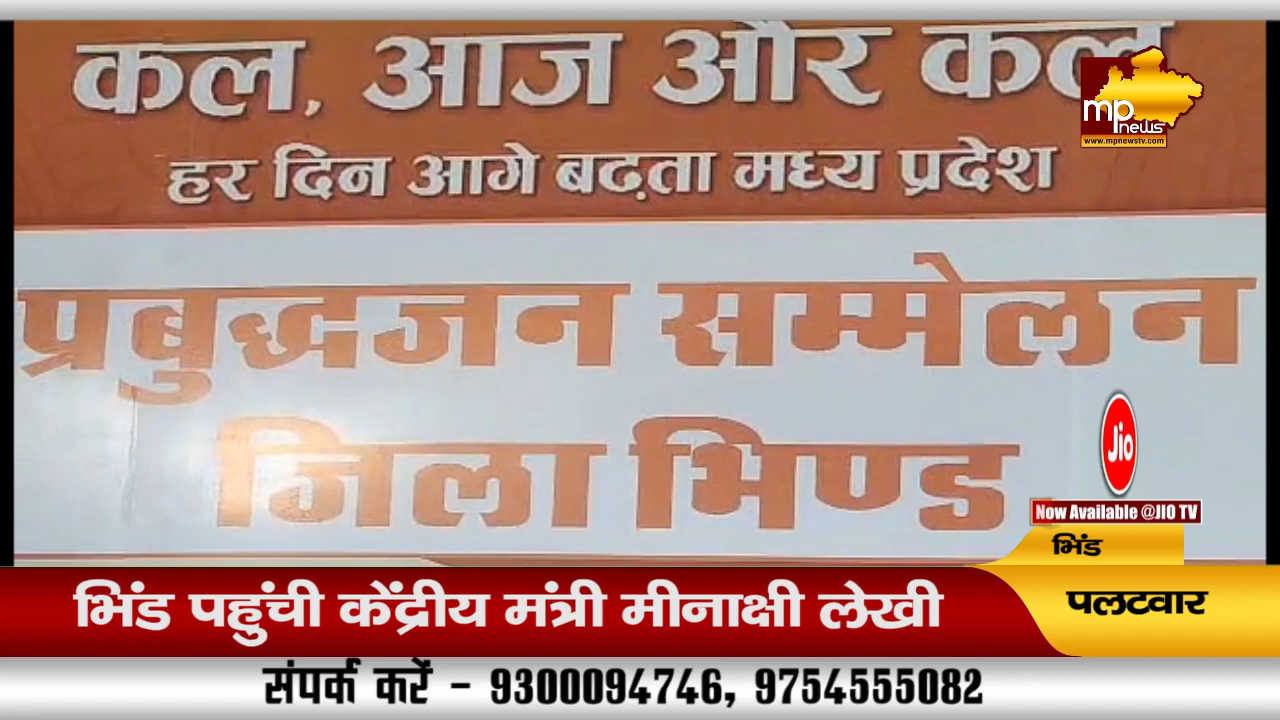 कल, आज और कल
हर दिन आगे बढ़ता मध्य प्रदेश
mp news
www.mpnewstv.com
प्रबुद्धजन सम्मेलन
जिला भिण्ड
Jio
Now Available @JIO TV
भिंड
भिंड पहुंची केंद्रीय मंत्री मीनाक्षी लेखी
पलटवार
संपर्क करें - 9300094746, 9754555082